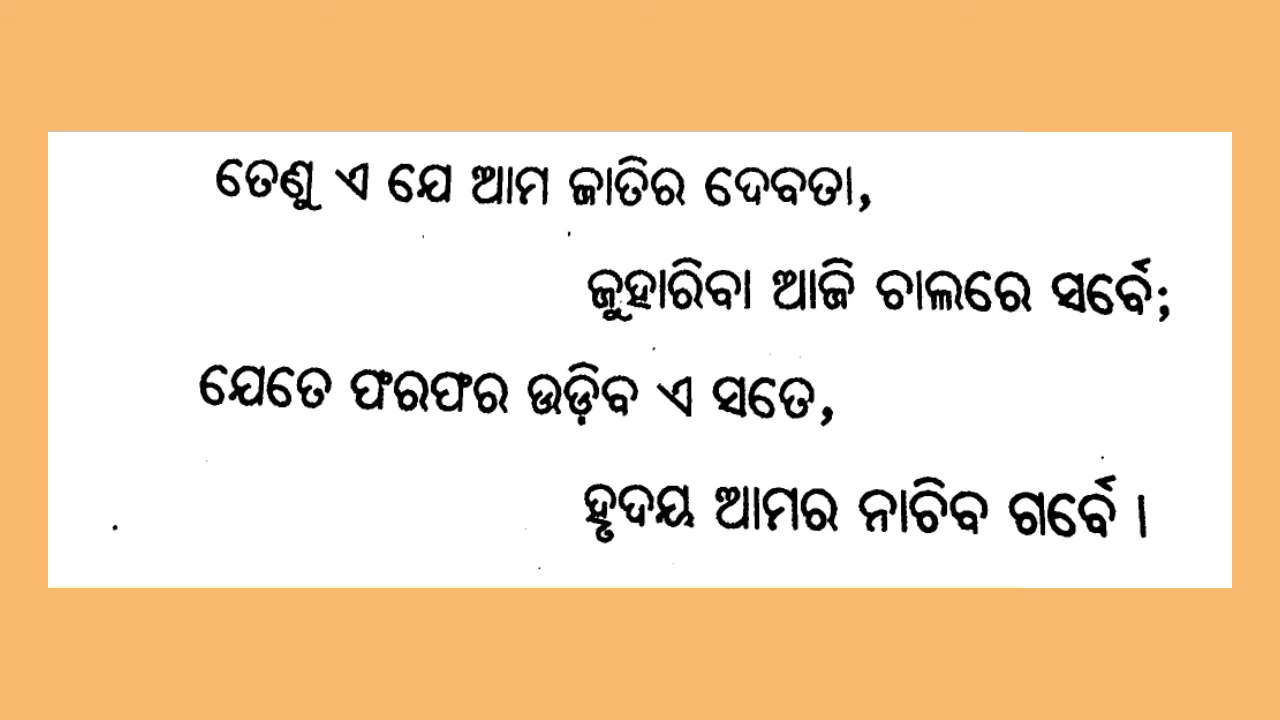 ତେଣୁ ଏ ଯେ ଆମ ଜାତିର ଦେବତା,
ଜୁହାରିବା ଆଜି ଚାଲରେ ସର୍ବେ;
ଯେତେ ଫରଫର ଉଡ଼ିବ ଏ ସତେ,
ହୃଦୟ ଆମର ନାଚିବ ଗର୍ବେ ।